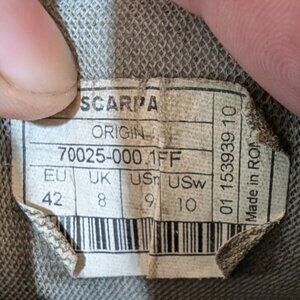 SCARPA
ORIGIN
70025-000 1FF
EU UK USm USw
42 8 9 10
01 153939 10
Made in RO